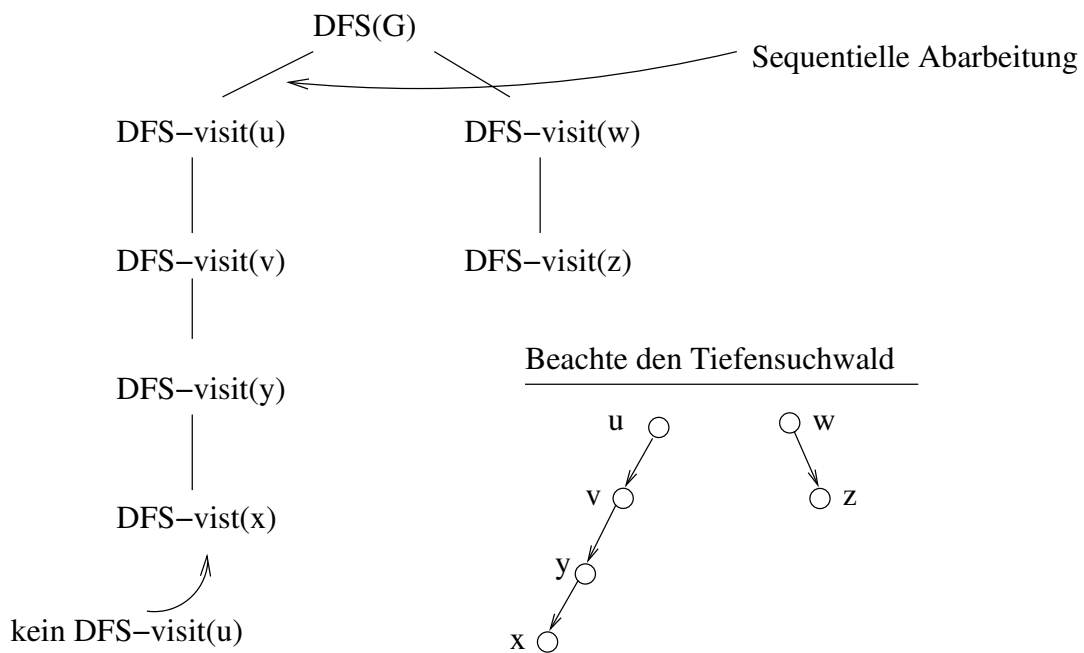 DFS(G)
Sequentielle Abarbeitung
DFS−visit(u)
DFS−visit(w)
DFS−visit(v)
DFS−visit(z)
Beachte den Tiefensuchwald
DFS−visit(y)
u
w
v
z
DFS−vist(x)
y
kein DFS−visit(u)
x